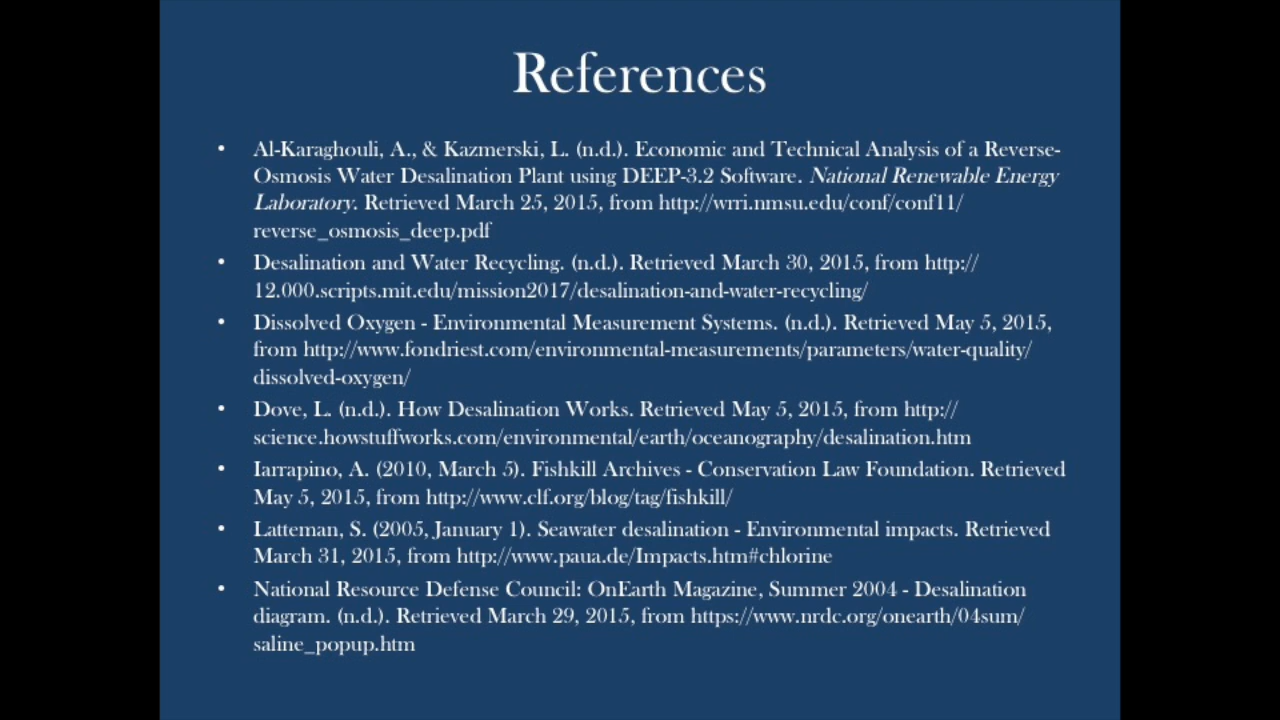 References
• Al-Karaghouli, A., & Kazmerski, L. (n.d.). Economic and Technical Analysis of a Reverse-
Osmosis Water Desalination Plant using DEEP-3.2 Software. National Renewable Energy
Laboratory. Retrieved March 25, 2015, from http://wrri.nmsu.edu/conf/conf11/
reverse_osmosis_deep.pdf
• Desalination and Water Recycling. (n.d.). Retrieved March 30, 2015, from http://
12.000.scripts.mit.edu/mission2017/desalination-and-water-recycling/
• Dissolved Oxygen - Environmental Measurement Systems. (n.d.). Retrieved May 5, 2015,
from http://www.fondriest.com/environmental-measurements/parameters/water-quality/
dissolved-oxygen/
• Dove, L. (n.d.). How Desalination Works. Retrieved May 5, 2015, from http://
science.howstuffworks.com/environmental/earth/oceanography/desalination.htm
• Iarrapino, A. (2010, March 5). Fishkill Archives - Conservation Law Foundation. Retrieved
May 5, 2015, from http://www.clf.org/blog/tag/fishkill/
• Latteman, S. (2005, January 1). Seawater desalination - Environmental impacts. Retrieved
March 31, 2015, from http://www.paua.de/Impacts.htm#chlorine
• National Resource Defense Council: OnEarth Magazine, Summer 2004 - Desalination
diagram. (n.d.). Retrieved March 29, 2015, from https://www.nrdc.org/onearth/04sum/
saline_popup.htm